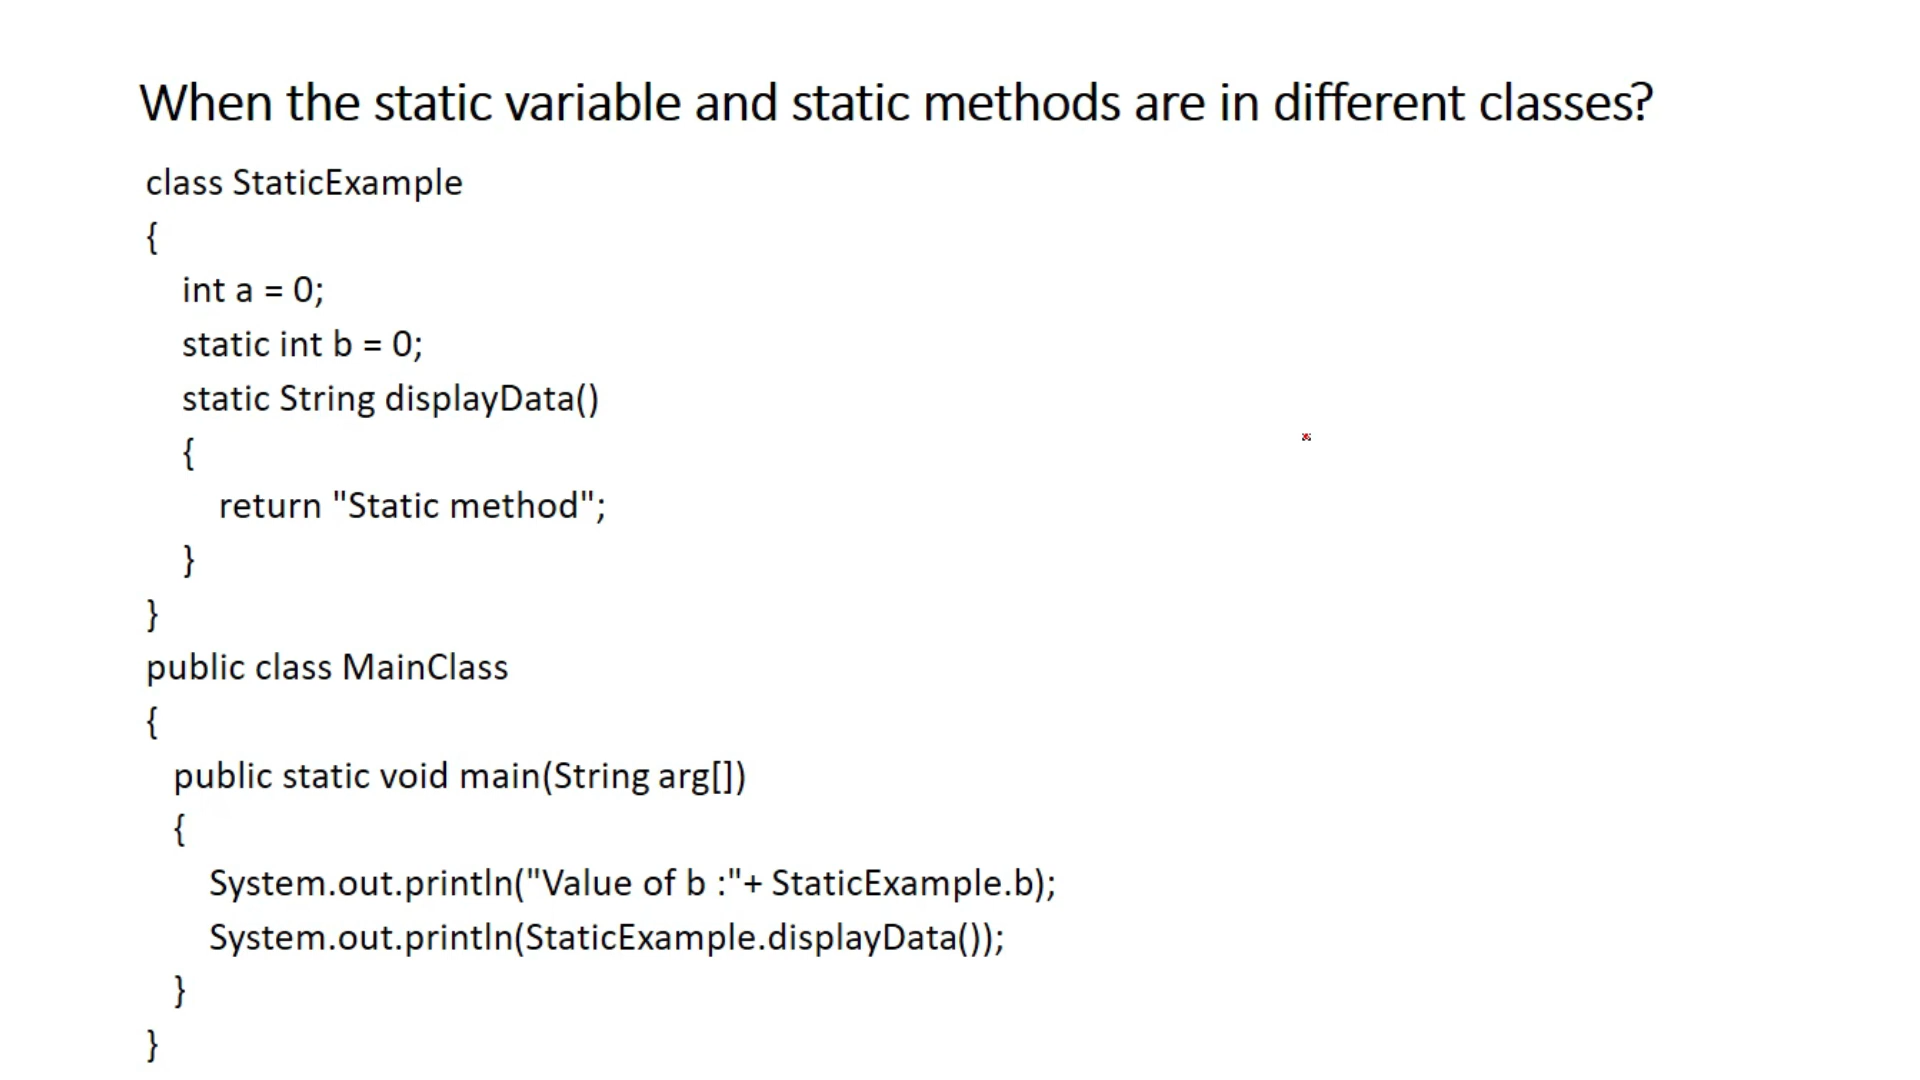 When the static variable and static methods are in different classes?
class StaticExample
{
int a = 0;
static int b = 0;
static String displayData()
{
return "Static method";
}
}
public class MainClass
{
public static void main(String arg[])
{
System.out.println("Value of b :"+ StaticExample.b);
System.out.println(StaticExample.displayData());
}
}